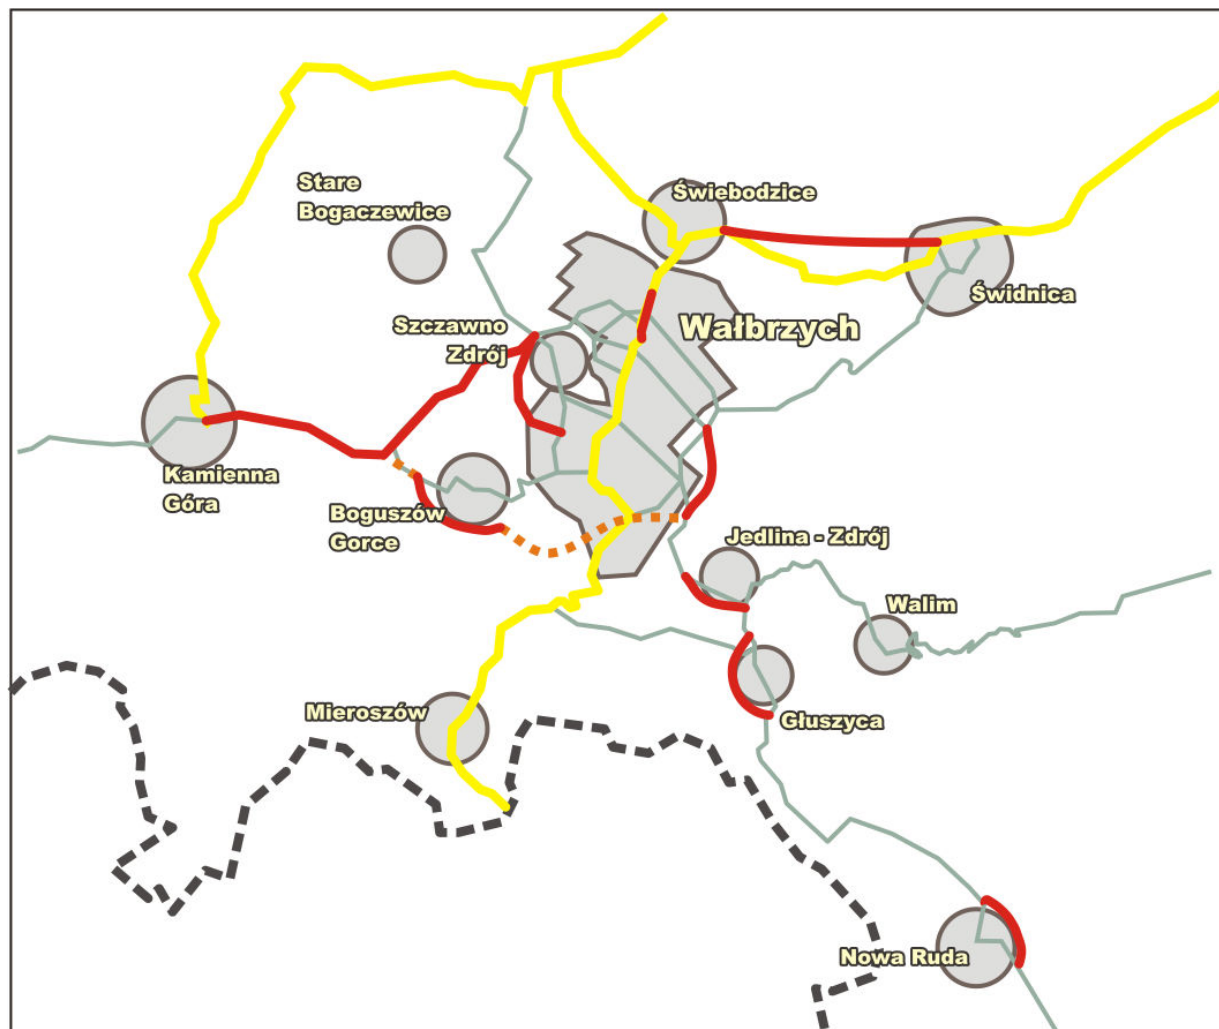 Stare
Bogaczewice
Świebodzice
Świdnica
Szczawno
Zdrój
Wałbrzych
Kamienna
Góra
Boguszów
Gorce
Jedlina - Zdrój
Walim
Mieroszów
Głuszyca
Nowa Ruda